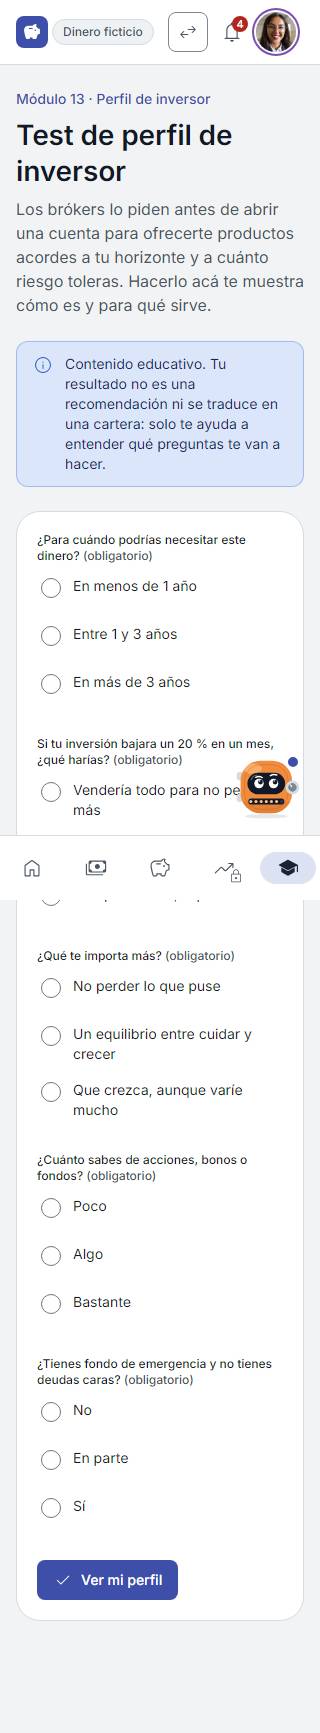 Dinero ficticio
4
Módulo 13 · Perfil de inversor
Test de perfil de
inversor
Los brókers lo piden antes de abrir
una cuenta para ofrecerte productos
acordes a tu horizonte y a cuánto
riesgo toleras. Hacerlo acá te muestra
cómo es y para qué sirve.
Contenido educativo. Tu
resultado no es una
recomendación ni se traduce en
una cartera: solo te ayuda a
entender qué preguntas te van a
hacer.
¿Para cuándo podrías necesitar este
dinero? (obligatorio)
En menos de 1 año
Entre 1 y 3 años
En más de 3 años
Si tu inversión bajara un 20 % en un mes,
¿qué harías? (obligatorio)
Vendería todo para no
más
¿Qué te importa más? (obligatorio)
No perder lo que puse
Un equilibrio entre cuidar y
crecer
Que crezca, aunque varíe
mucho
¿Cuánto sabes de acciones, bonos o
fondos? (obligatorio)
Poco
Algo
Bastante
¿Tienes fondo de emergencia y no tienes
deudas caras? (obligatorio)
No
En parte
Sí
Ver mi perfil